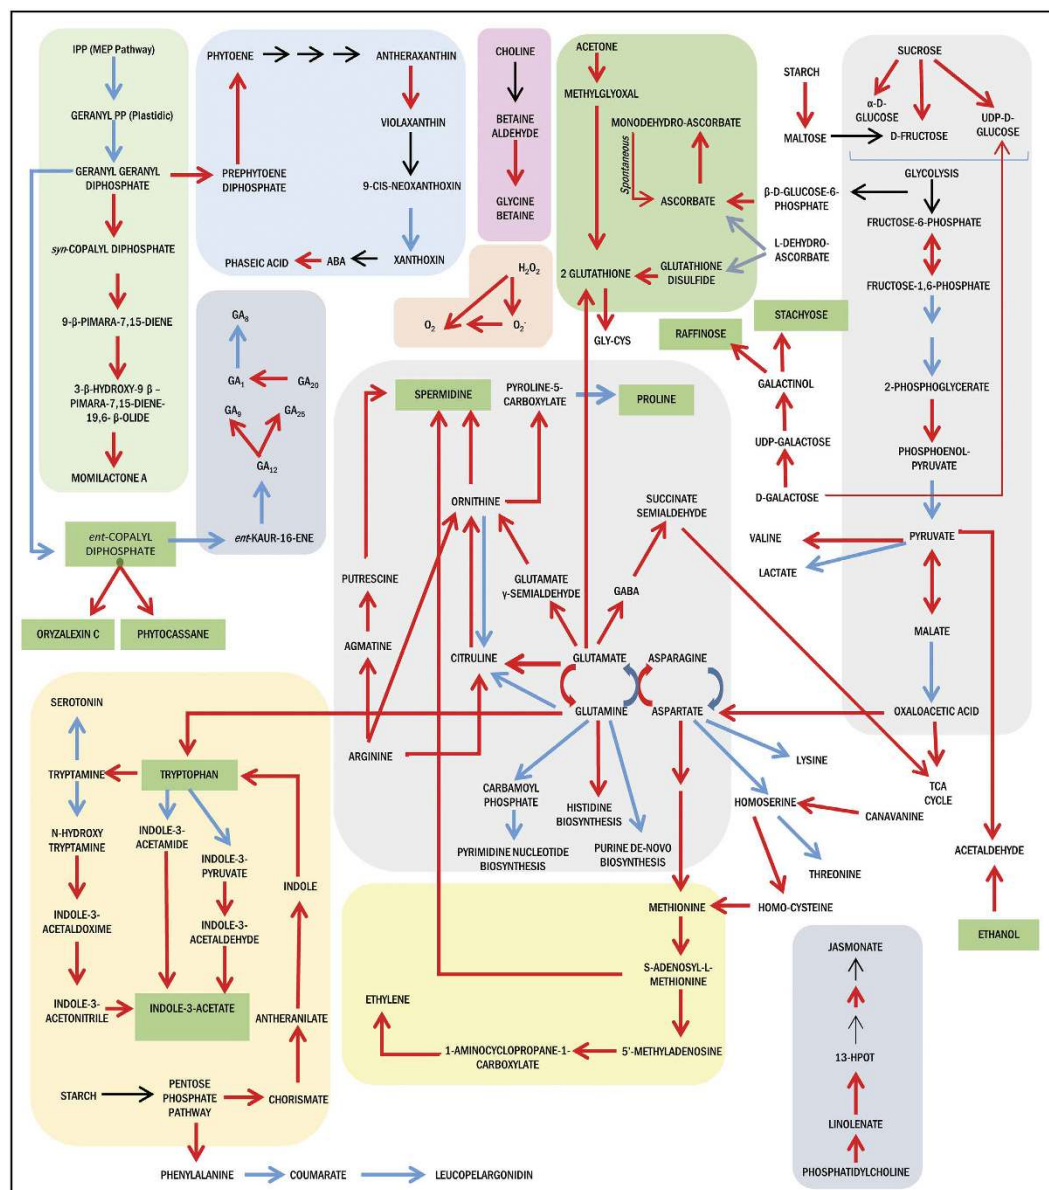 IPP (MEP Pathway)
GERANYL PP (Plastidic)
GERANYL GERANYL
DIPHOSPHATE
syn-COPALYL DIPHOSPHATE
9-β-PIMARA-7,15-DIENE
3-β-HYDROXY-9 β –
PIMARA-7,15-DIENE-
19,6- β-OLIDE
MOMILACTONE A
ent-COPALYL
DIPHOSPHATE
ORYZALEXIN C
PHYTOCASSANE
PHYTOENE
ANTHERAXANTHIN
VIOLAXANTHIN
PREPHYTOENE
DIPHOSPHATE
9-CIS-NEOXANTHOXIN
PHASEIC ACID
ABA
XANTHOXIN
GA8
GA1
GA20
GA9
GA25
GA12
ent-KAUR-16-ENE
CHOLINE
BETAINE
ALDEHYDE
GLYCINE
BETAINE
H2O2
O2
O2-
ACETONE
METHYLGLYOXAL
MONODEHYDRO-ASCORBATE
Spontaneous
ASCORBATE
2 GLUTATHIONE
GLUTATHIONE
DISULFIDE
GLY-CYS
STARCH
MALTOSE
SUCROSE
α-D-
GLUCOSE
D-FRUCTOSE
UDP-D-
GLUCOSE
GLYCOLYSIS
β-D-GLUCOSE-6-
PHOSPHATE
L-DEHYDRO-
ASCORBATE
FRUCTOSE-6-PHOSPHATE
FRUCTOSE-1,6-PHOSPHATE
2-PHOSPHOGLYCERATE
PHOSPHOENOL-
PYRUVATE
PYRUVATE
VALINE
LACTATE
MALATE
OXALOACETIC ACID
TCA
CYCLE
ACETALDEHYDE
ETHANOL
RAFFINOSE
STACHYOSE
GALACTINOL
UDP-GALACTOSE
D-GALACTOSE
SPERMIDINE
PYROLINE-5-
CARBOXYLATE
PROLINE
ORNITHINE
SUCCINATE
SEMIALDEHYDE
PUTRESCINE
GLUTAMATE
γ-SEMIALDEHYDE
GABA
AGMATINE
CITRULINE
GLUTAMATE
ASPARAGINE
GLUTAMINE
ASPARTATE
ARGININE
CARBAMOYL
PHOSPHATE
HISTIDINE
BIOSYNTHESIS
PYRIMIDINE NUCLEOTIDE
BIOSYNTHESIS
PURINE DE-NOVO
BIOSYNTHESIS
LYSINE
HOMOSERINE
CANAVANINE
THREONINE
METHIONINE
HOMO-CYSTEINE
S-ADENOSYL-L-
METHIONINE
ETHYLENE
1-AMINOCYCLOPROPANE-1-
CARBOXYLATE
5'-METHYLADENOSINE
SEROTONIN
TRYPTAMINE
TRYPTOPHAN
N-HYDROXY
TRYPTAMINE
INDOLE-3-
ACETAMIDE
INDOLE-3-
PYRUVATE
INDOLE
INDOLE-3-
ACETALDOXIME
INDOLE-3-
ACETALDEHYDE
INDOLE-3-
ACETONITRILE
INDOLE-3-ACETATE
ANTHERANILATE
STARCH
PENTOSE
PHOSPHATE
PATHWAY
CHORISMATE
PHENYLALANINE
COUMARATE
LEUCOPELARGONIDIN
JASMONATE
13-HPOT
LINOLENATE
PHOSPHATIDYLCHOLINE